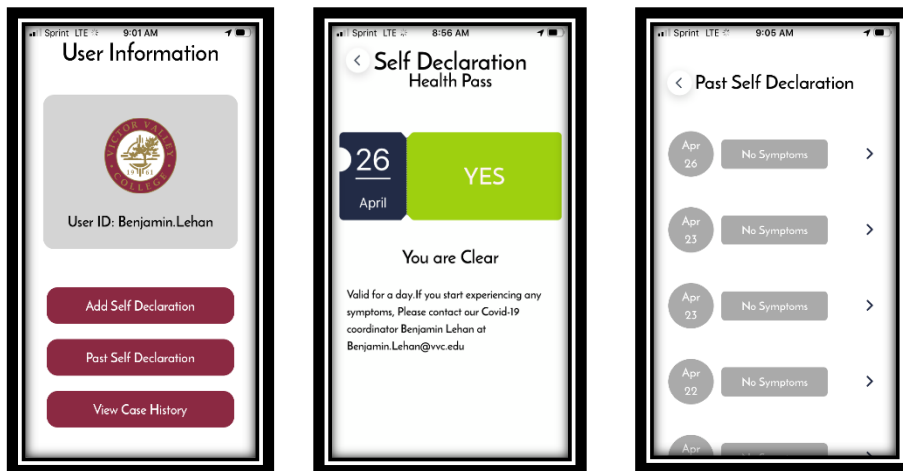 Sprint LTE
9:01 AM
User Information
VICTOR VALLEY
COLLEGE
1961
User ID: Benjamin.Lehan
Add Self Declaration
Past Self Declaration
View Case History
Sprint LTE
8:56 AM
Self Declaration
Health Pass
26
April
YES
You are Clear
Valid for a day.If you start experiencing any
symptoms, Please contact our Covid-19
coordinator Benjamin Lehan at
Benjamin.Lehan@vvc.edu
Sprint LTE
9:05 AM
Past Self Declaration
Apr
26
No Symptoms
Apr
23
No Symptoms
Apr
23
No Symptoms
Apr
22
No Symptoms
Apr